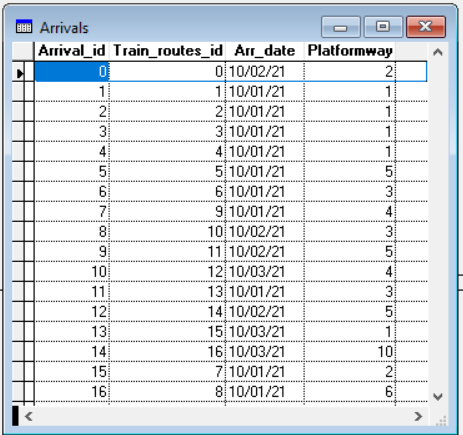 Arrivals
Arrival_id Train_routes_id Arr_date Platformway
0 0 10/02/21 2
1 1 10/01/21 1
2 2 10/01/21 1
3 3 10/01/21 1
4 4 10/01/21 1
5 5 10/01/21 5
6 6 10/01/21 3
7 9 10/01/21 4
8 10 10/02/21 3
9 11 10/02/21 5
10 12 10/03/21 4
11 13 10/01/21 3
12 14 10/02/21 5
13 15 10/03/21 1
14 16 10/03/21 10
15 7 10/01/21 2
16 8 10/01/21 6